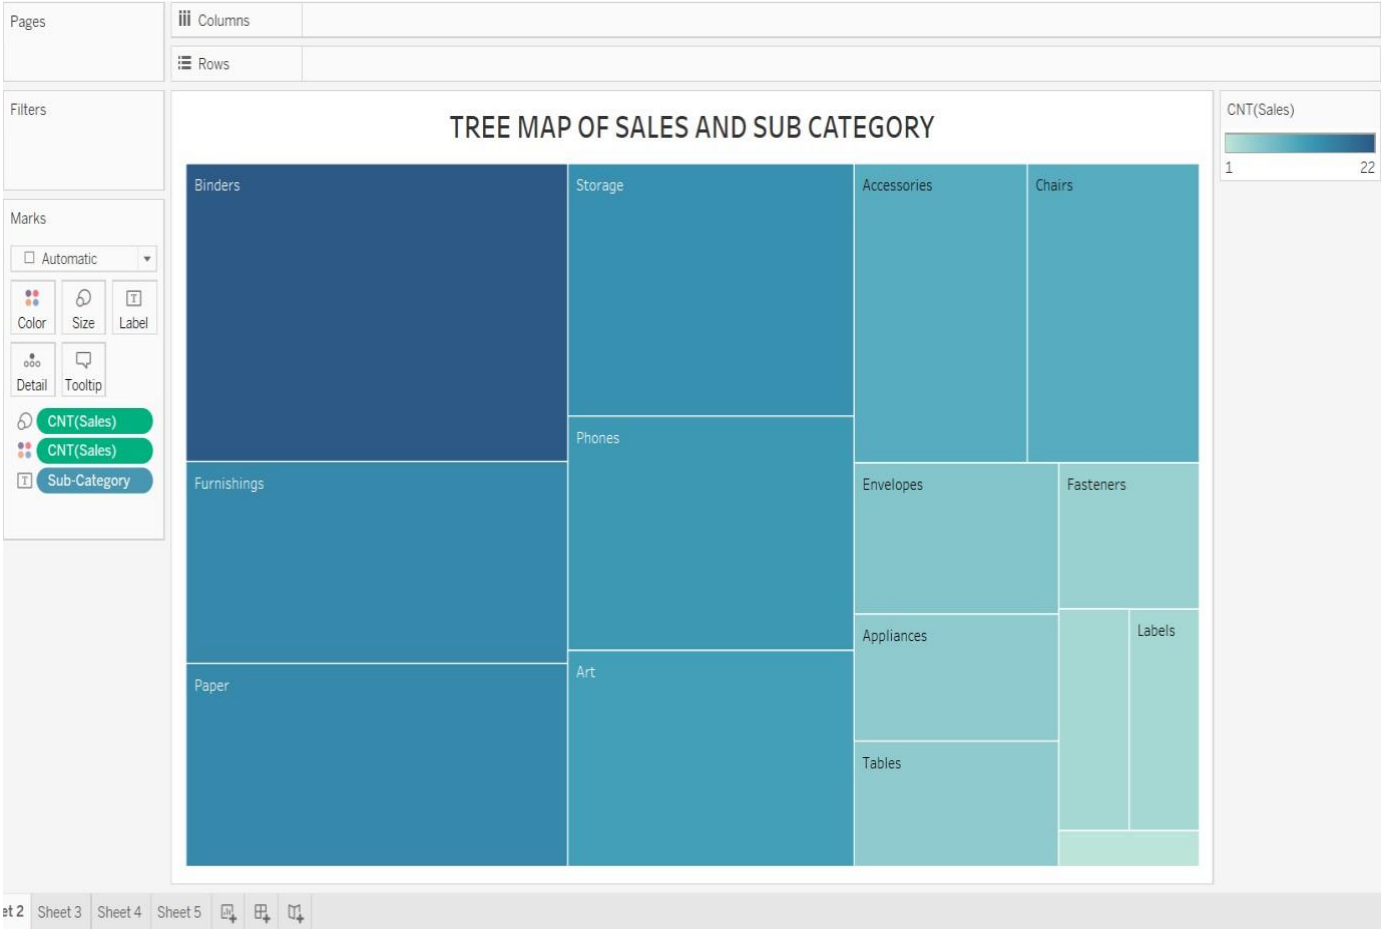 Pages
Columns
Rows
Filters
Marks
Automatic
Color Size Label
Detail Tooltip
CNT(Sales)
CNT(Sales)
Sub-Category
TREE MAP OF SALES AND SUB CATEGORY
Binders
Furnishings
Paper
Storage
Phones
Art
Accessories
Chairs
Envelopes
Fasteners
Appliances
Labels
Tables
CNT(Sales)
1 22
et 2 Sheet 3 Sheet 4 Sheet 5